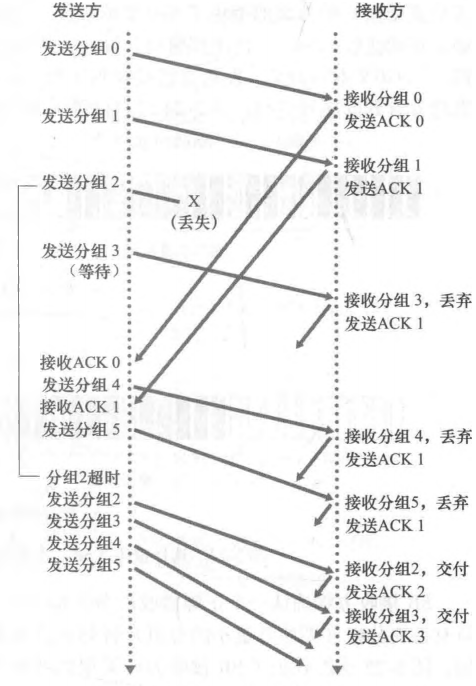 发送方
接收方
发送分组 0
接收分组 0
发送ACK 0
发送分组 1
接收分组 1
发送ACK 1
发送分组 2
X
(丢失)
发送分组 3
(等待)
接收分组 3，丢弃
发送ACK 1
接收ACK 0
发送分组 4
接收ACK 1
发送分组 5
接收分组 4，丢弃
发送ACK 1
分组2超时
发送分组2
发送分组3
发送分组4
发送分组5
接收分组5，丢弃
发送ACK 1
接收分组2，交付
发送ACK 2
接收分组3，交付
发送ACK 3